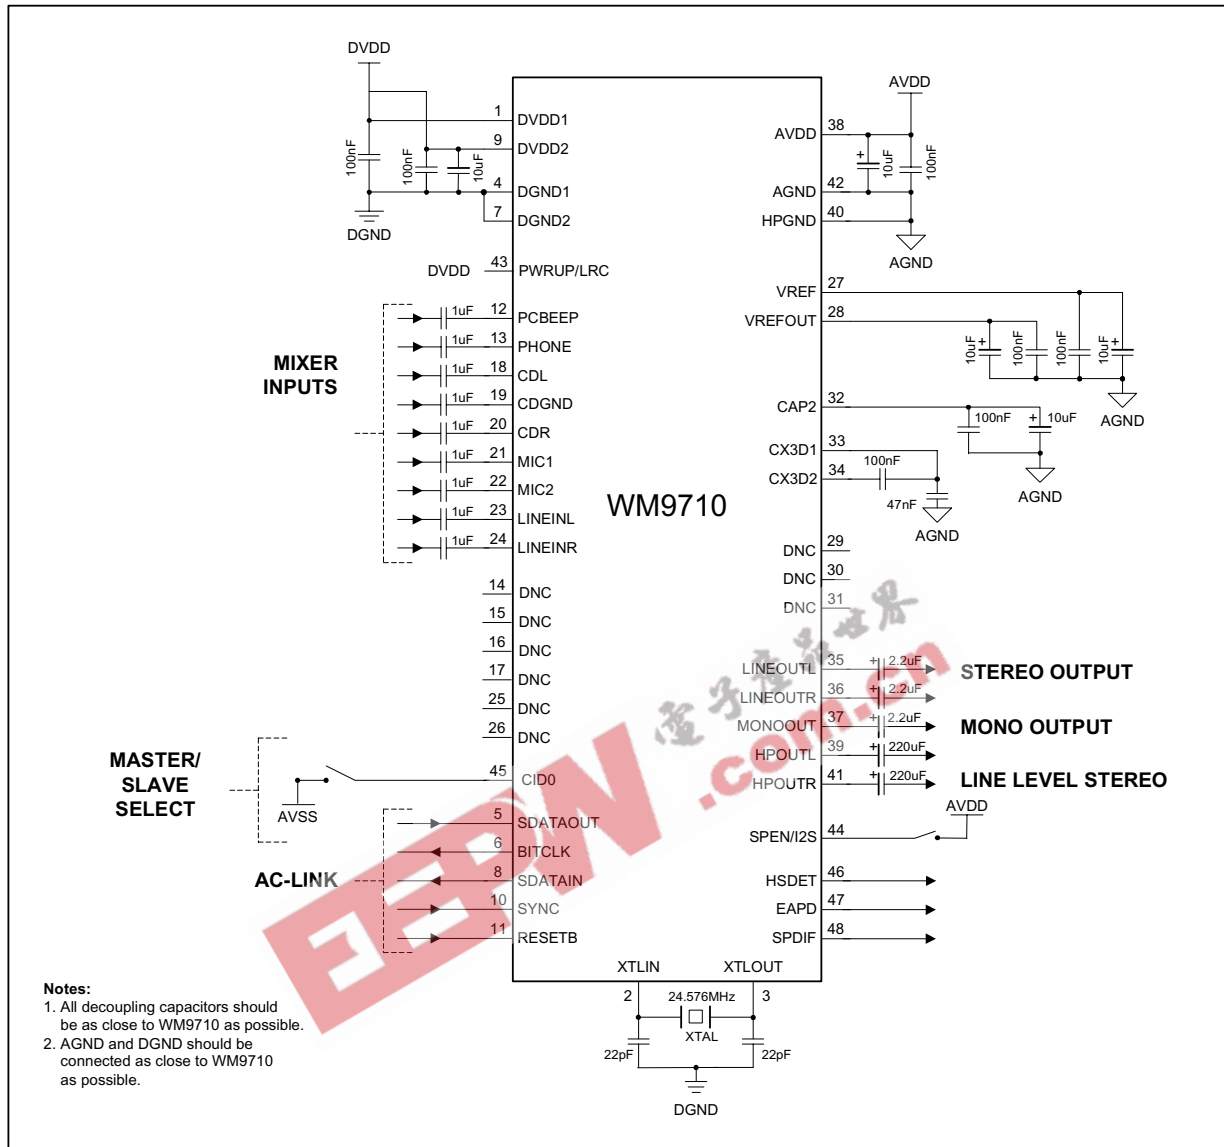 DVDD
1 DVDD1
9 DVDD2
4 DGND1
7 DGND2
100nF
100nF
10uF
DGND
DVDD 43 PWRUP/LRC
MIXER
INPUTS
1uF 12 PCBEEP
1uF 13 PHONE
1uF 18 CDL
1uF 19 CDGND
1uF 20 CDR
1uF 21 MIC1
1uF 22 MIC2
1uF 23 LINEINL
1uF 24 LINEINR
14 DNC
15 DNC
16 DNC
17 DNC
25 DNC
26 DNC
MASTER/
SLAVE
SELECT
AVSS
45 CID0
AC-LINK
5 SDATAOUT
6 BITCLK
8 SDATAIN
10 SYNC
11 RESETB
WM9710
AVDD
AVDD 38
AGND 42
HPGND 40
+
10uF
100nF
AGND
VREF 27
VREFOUT 28
10uF +
100nF
100nF
10uF +
AGND
CAP2 32
100nF + 10uF
AGND
CX3D1 33
CX3D2 34
100nF
47nF
AGND
DNC 29
DNC 30
DNC 31
LINEOUTL 35 + 2.2uF
LINEOUTR 36 + 2.2uF
STEREO OUTPUT
MONOOUT 37 + 2.2uF MONO OUTPUT
HPOUTL 39 + 220uF
HPOUTR 41 + 220uF
LINE LEVEL STEREO
AVDD
SPEN/I2S 44
HSDET 46
EAPD 47
SPDIF 48
XTLIN XTLOUT
2 24.576MHz 3
XTAL
22pF 22pF
DGND
Notes:
1. All decoupling capacitors should
be as close to WM9710 as possible.
2. AGND and DGND should be
connected as close to WM9710
as possible.
EEPW
.com.cn
電子產品世界